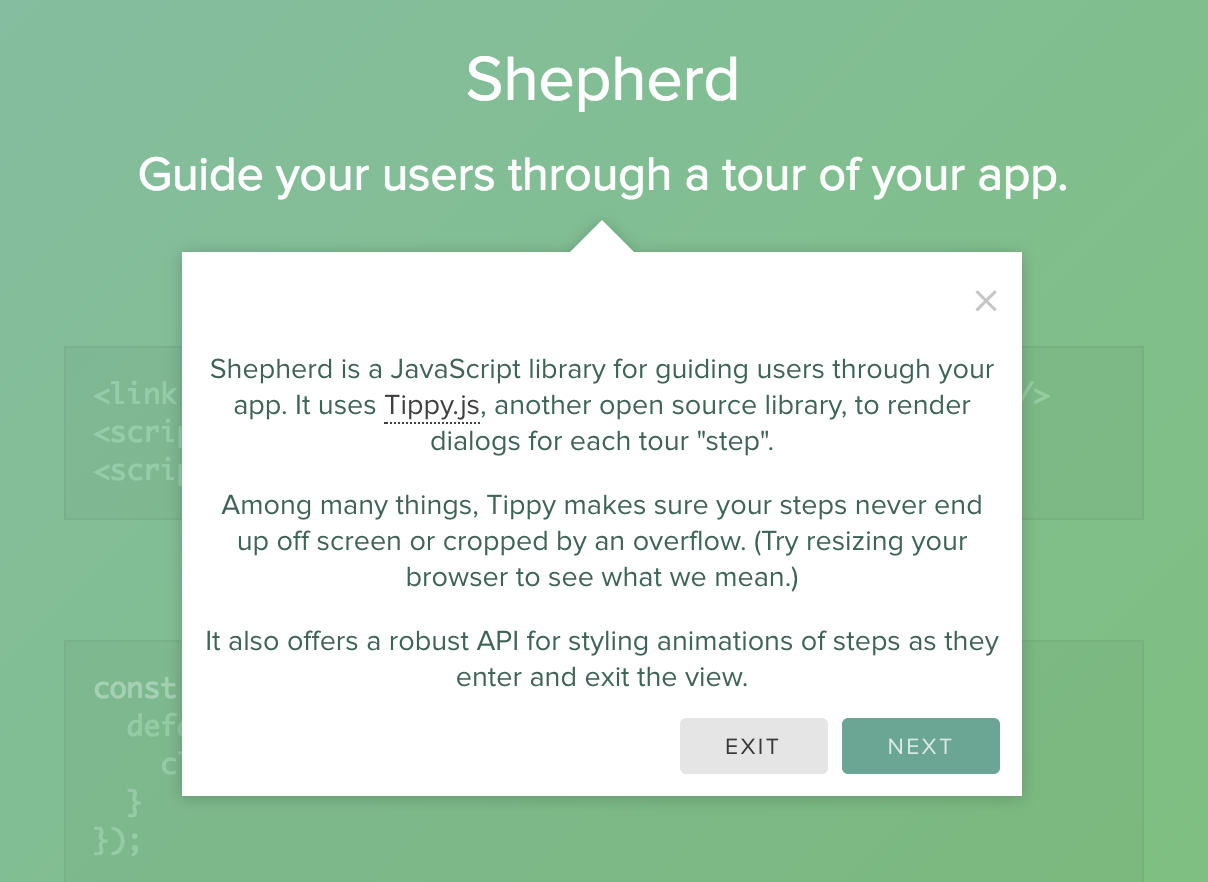 Shepherd
Guide your users through a tour of your app.
Shepherd is a JavaScript library for guiding users through your
app. It uses Tippy.js, another open source library, to render
dialogs for each tour "step".
Among many things, Tippy makes sure your steps never end
up off screen or cropped by an overflow. (Try resizing your
browser to see what we mean.)
It also offers a robust API for styling animations of steps as they
enter and exit the view.
EXIT NEXT
<link />
const
}
});